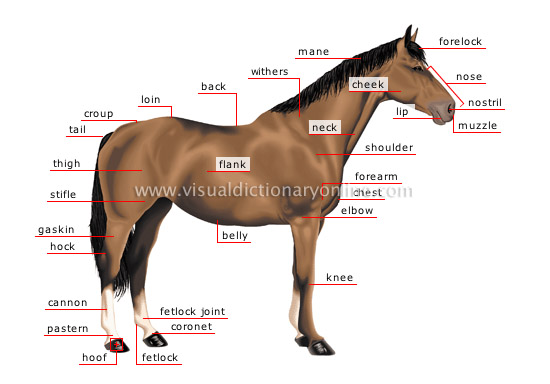 forelock
mane
withers
nose
cheek
back
loin
nostril
croup
lip
muzzle
tail
neck
shoulder
thigh
flank
forearm
www.visualdictionaryonline.com
chest
stifle
elbow
gaskin
belly
hock
knee
cannon
fetlock joint
pastern
coronet
hoof
fetlock